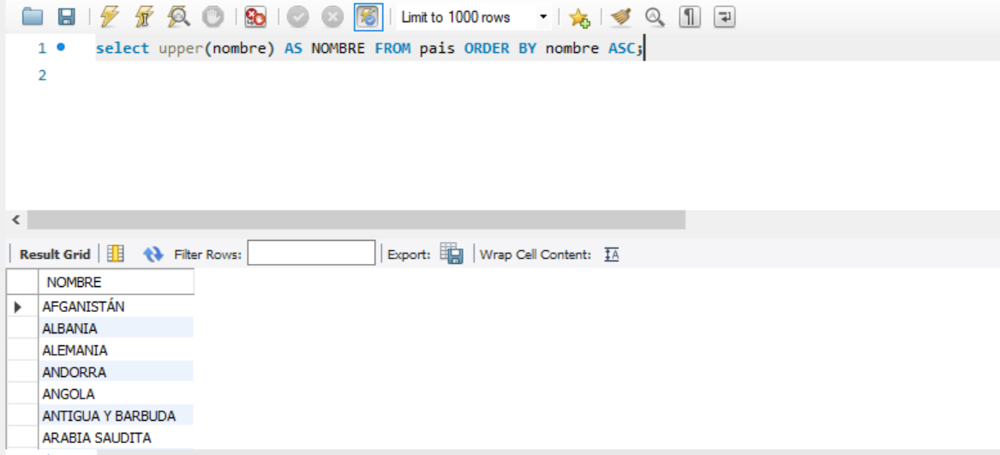 Limit to 1000 rows
1 select upper(nombre) AS NOMBRE FROM pais ORDER BY nombre ASC;
2
Result Grid Filter Rows: Export: Wrap Cell Content:
NOMBRE
AFGANISTÁN
ALBANIA
ALEMANIA
ANDORRA
ANGOLA
ANTIGUA Y BARBUDA
ARABIA SAUDITA